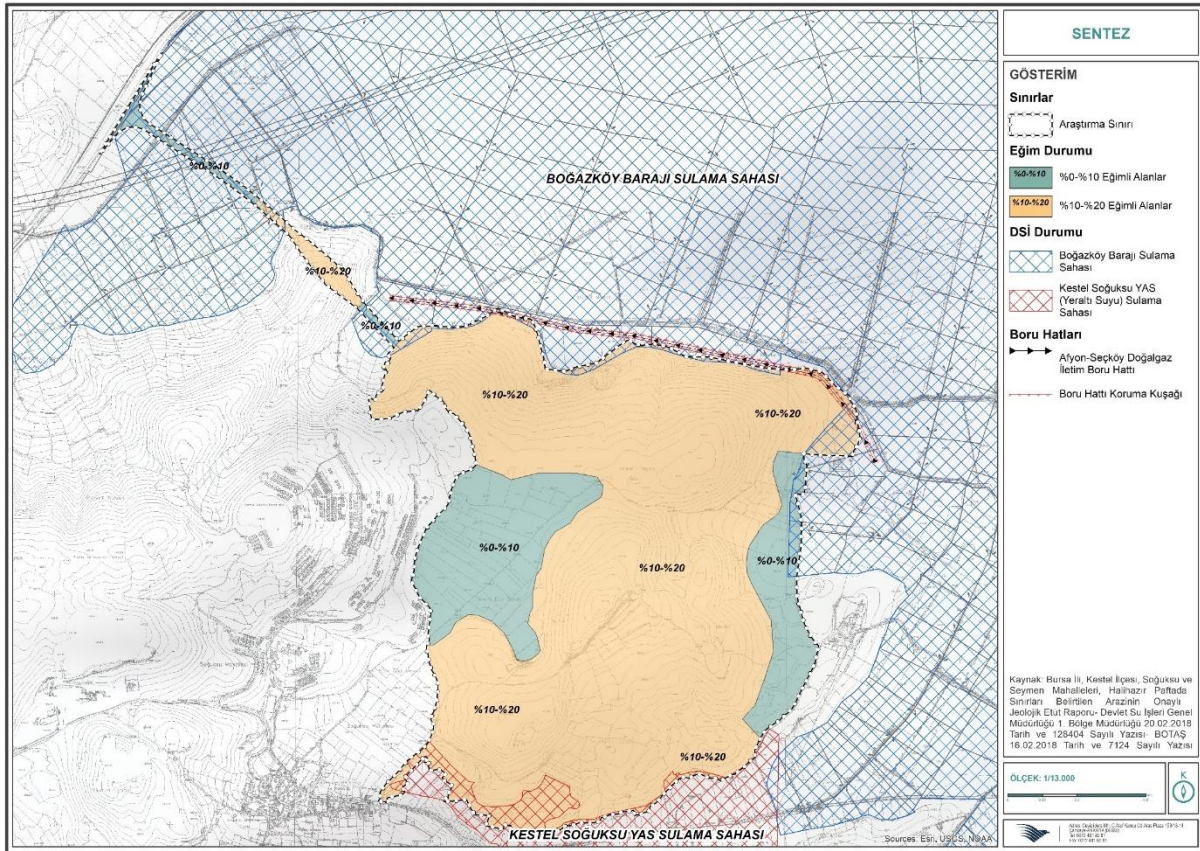 SENTEZ
GÖSTERİM
Sınırlar
Araştırma Sınırı
Eğim Durumu
%0-%10
%0-%10 Eğimli Alanlar
%10-%20
%10-%20 Eğimli Alanlar
DSİ Durumu
Boğazköy Barajı Sulama
Sahası
Kestel Soğuksu YAS
(Yeraltı Suyu) Sulama
Sahası
Boru Hatları
Afyon-Seçköy Doğalgaz
İletim Boru Hattı
Boru Hattı Koruma Kuşağı
Kaynak: Bursa İli, Kestel İlçesi, Soğuksu ve
Seymen Mahalleleri, Halihazır Paftada
Sınırları Belirtilen Arazinin Onaylı
Jeolojik Etüt Raporu- Devlet Su İşleri Genel
Müdürlüğü 1. Bölge Müdürlüğü 20.02.2018
Tarih ve 128404 Sayılı Yazısı- BOTAŞ
16.02.2018 Tarih ve 7124 Sayılı Yazısı
ÖLÇEK: 1/13.000
K
%0-%10
BOĞAZKÖY BARAJI SULAMA SAHASI
%10-%20
%0-%10
%10-%20
%10-%20
%0-%10
%10-%20
%0-%10
%10-%20
%10-%20
KESTEL SOĞUKSU YAS SULAMA SAHASI
Sources: Esri, USGS, NOAA